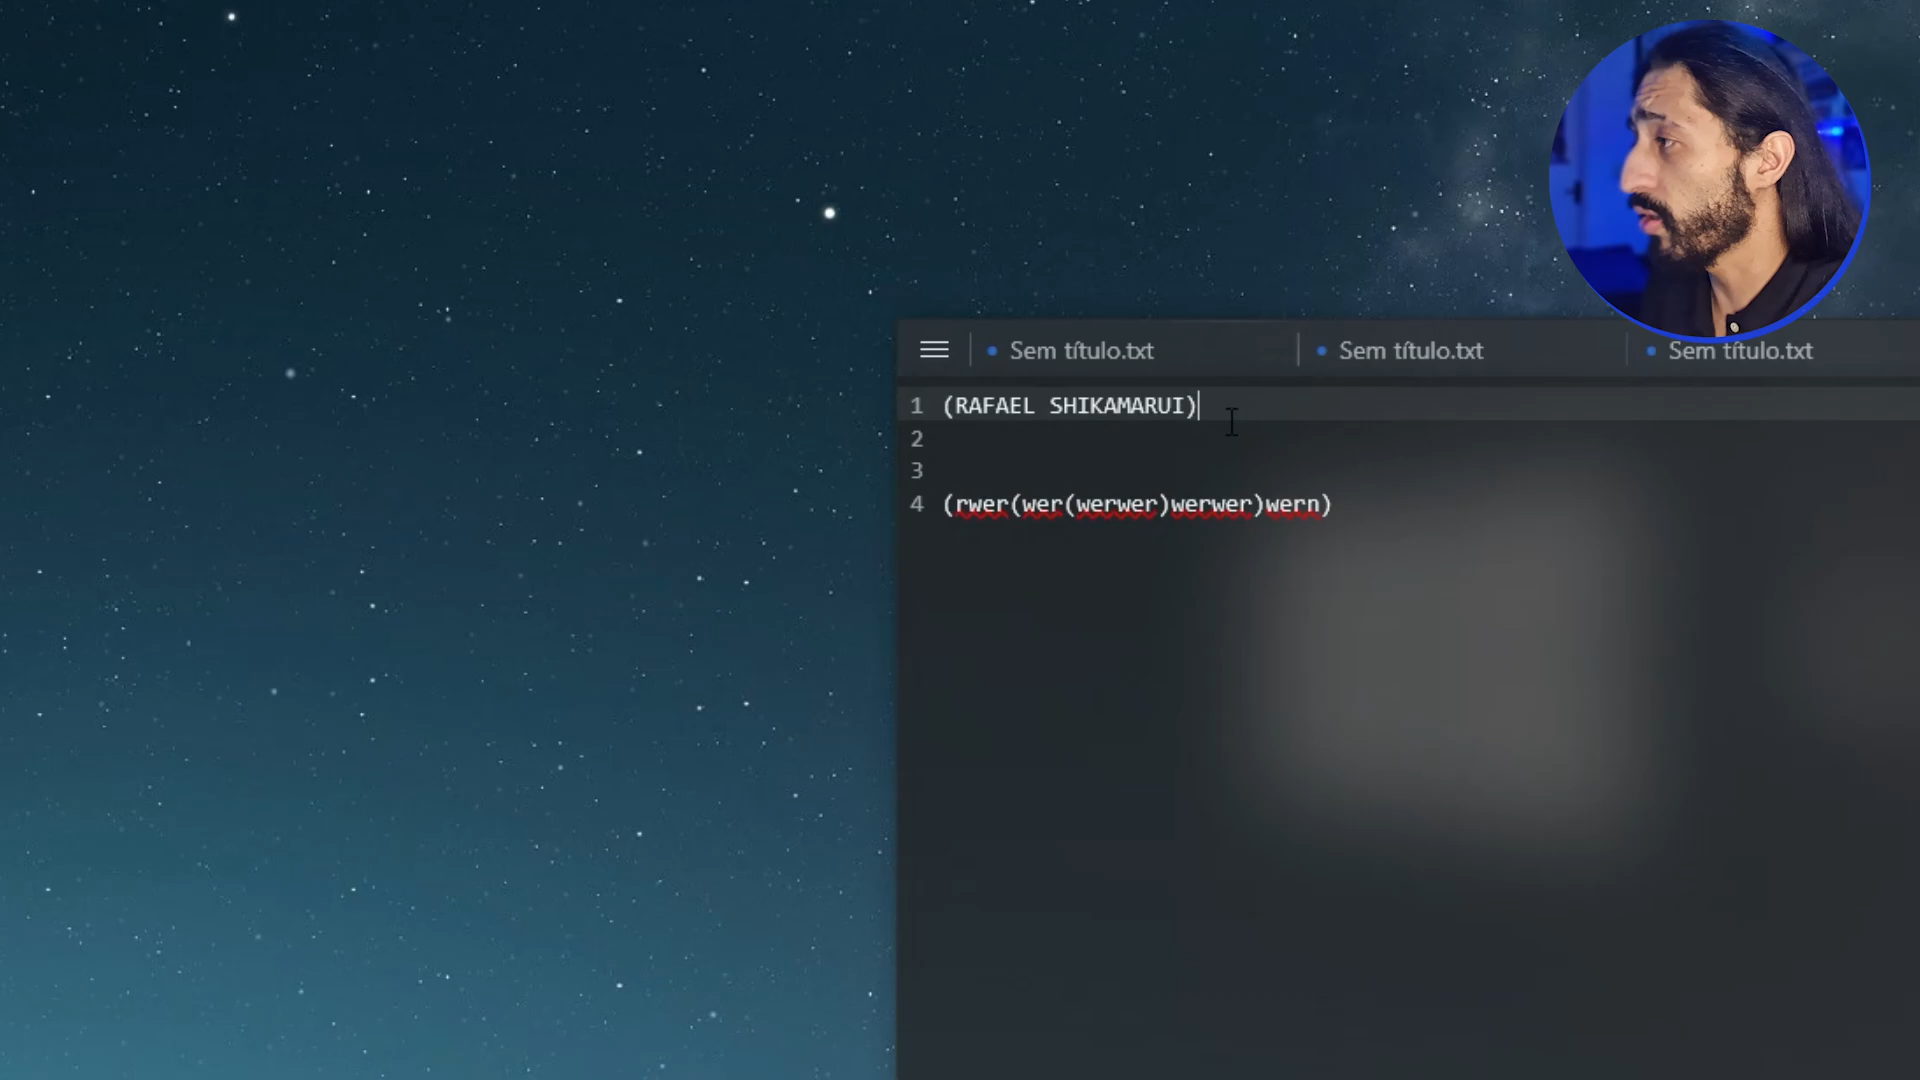 Sem título.txt Sem título.txt Sem título.txt
1 (RAFAEL SHIKAMARUI)
2
3
4 (rwer(wer(werwer)werwer)wern)